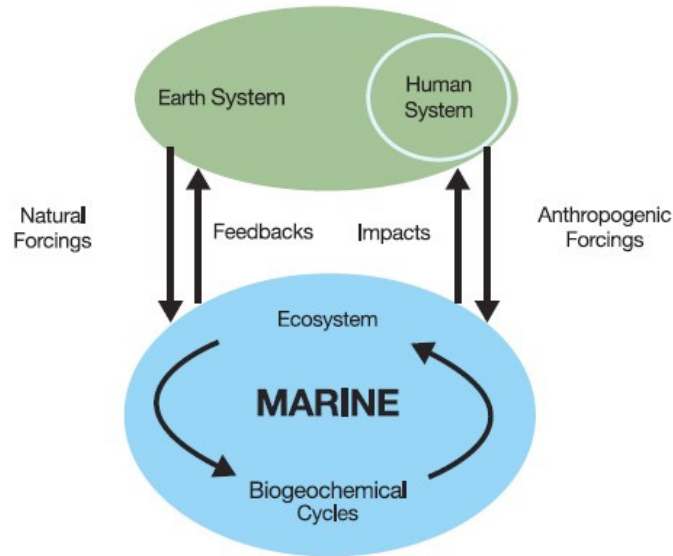 Earth System
Human
System
Natural
Forcings
Feedbacks
Impacts
Anthropogenic
Forcings
Ecosystem
MARINE
Biogeochemical
Cycles